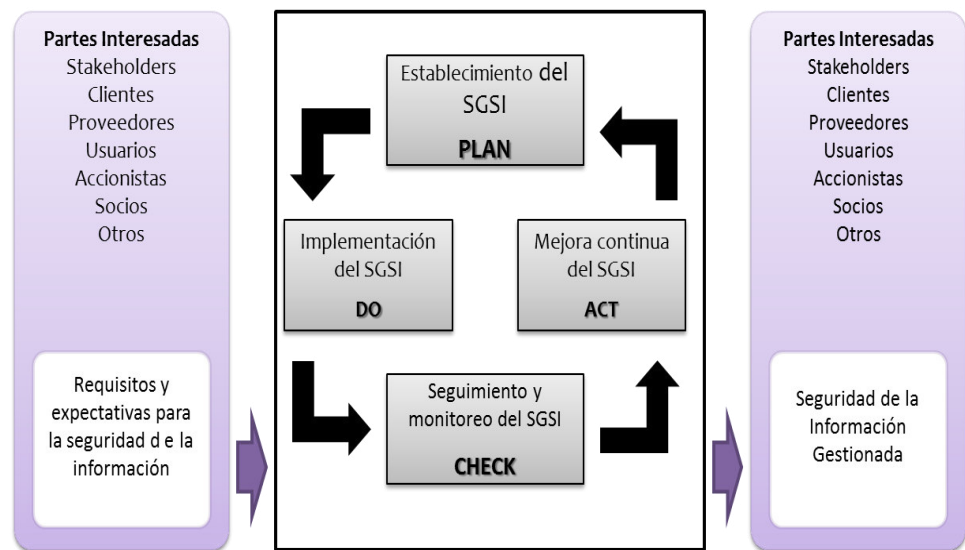 Partes Interesadas
Stakeholders
Clientes
Proveedores
Usuarios
Accionistas
Socios
Otros
Requisitos y
expectativas para
la seguridad d e la
información
Establecimiento del
SGSI
PLAN
Implementación
del SGSI
DO
Mejora continua
del SGSI
ACT
Seguimiento y
monitoreo del SGSI
CHECK
Partes Interesadas
Stakeholders
Clientes
Proveedores
Usuarios
Accionistas
Socios
Otros
Seguridad de la
Información
Gestionada